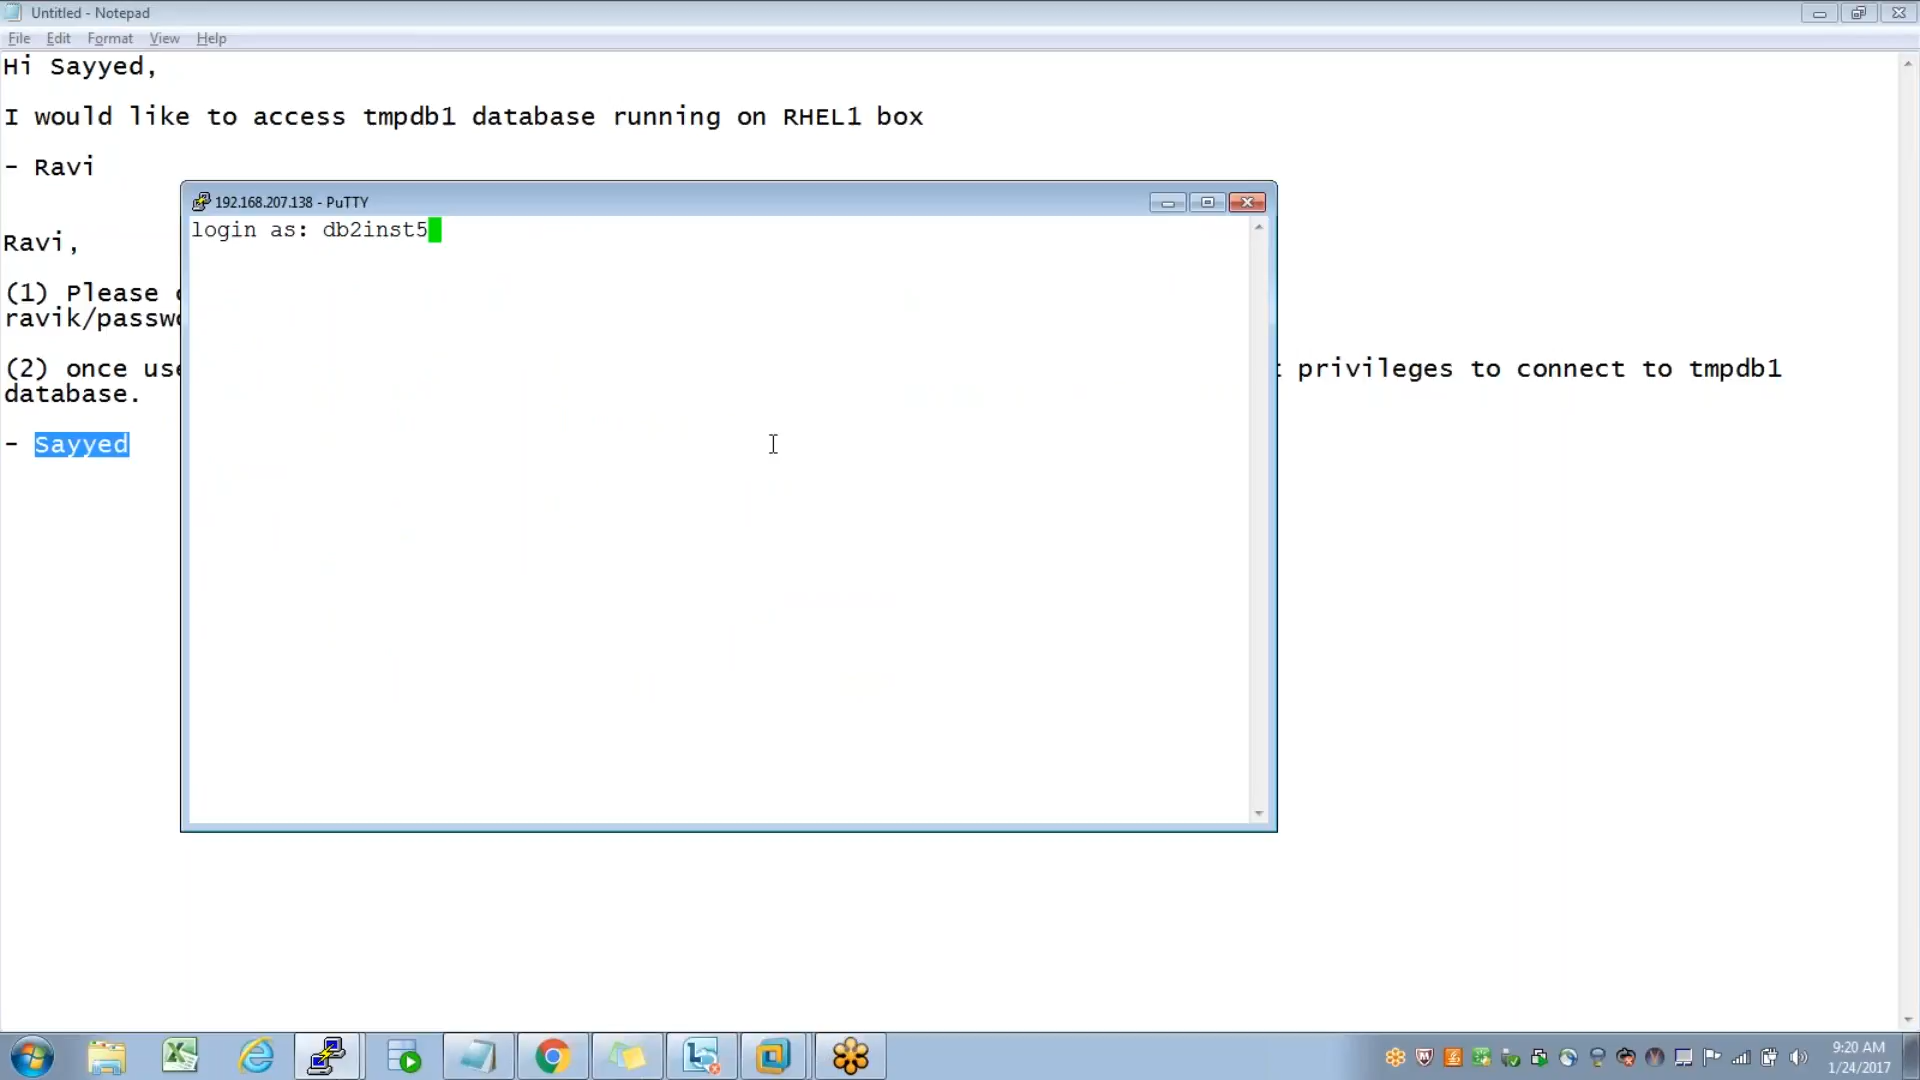 Untitled - Notepad
File Edit Format View Help
Hi Sayyed,
I would like to access tmpdb1 database running on RHEL1 box
- Ravi
192.168.207.138 - PuTTY
login as: db2inst5
Ravi,
(1) Please
ravik/passw
(2) once use
privileges to connect to tmpdb1
database.
- Sayyed
9:20 AM
1/24/2017